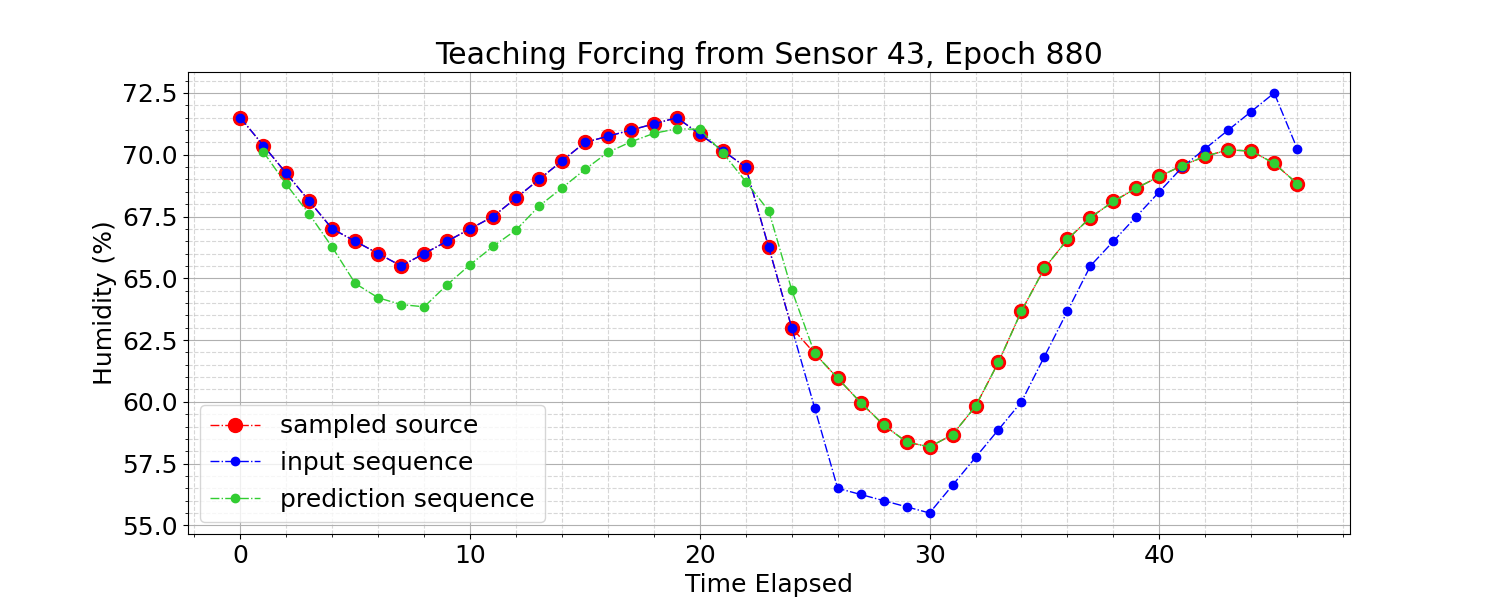 Teaching Forcing from Sensor 43, Epoch 880
Humidity (%)
72.5
70.0
67.5
65.0
62.5
60.0
57.5
55.0
sampled source
input sequence
prediction sequence
0 10 20 30 40
Time Elapsed